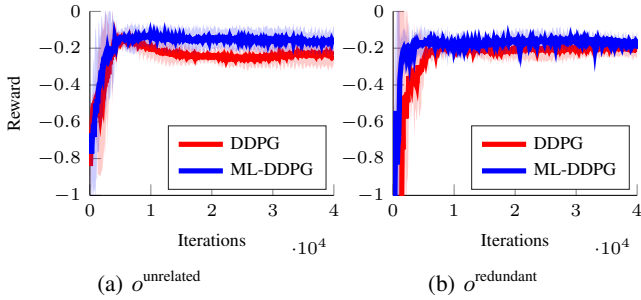 0
−0.2
−0.4
−0.6
−0.8
−1
Reward
DDPG
ML-DDPG
0 1 2 3 4
Iterations
·10⁴
(a) o^unrelated
0
−0.2
−0.4
−0.6
−0.8
−1
DDPG
ML-DDPG
0 1 2 3 4
Iterations
·10⁴
(b) o^redundant